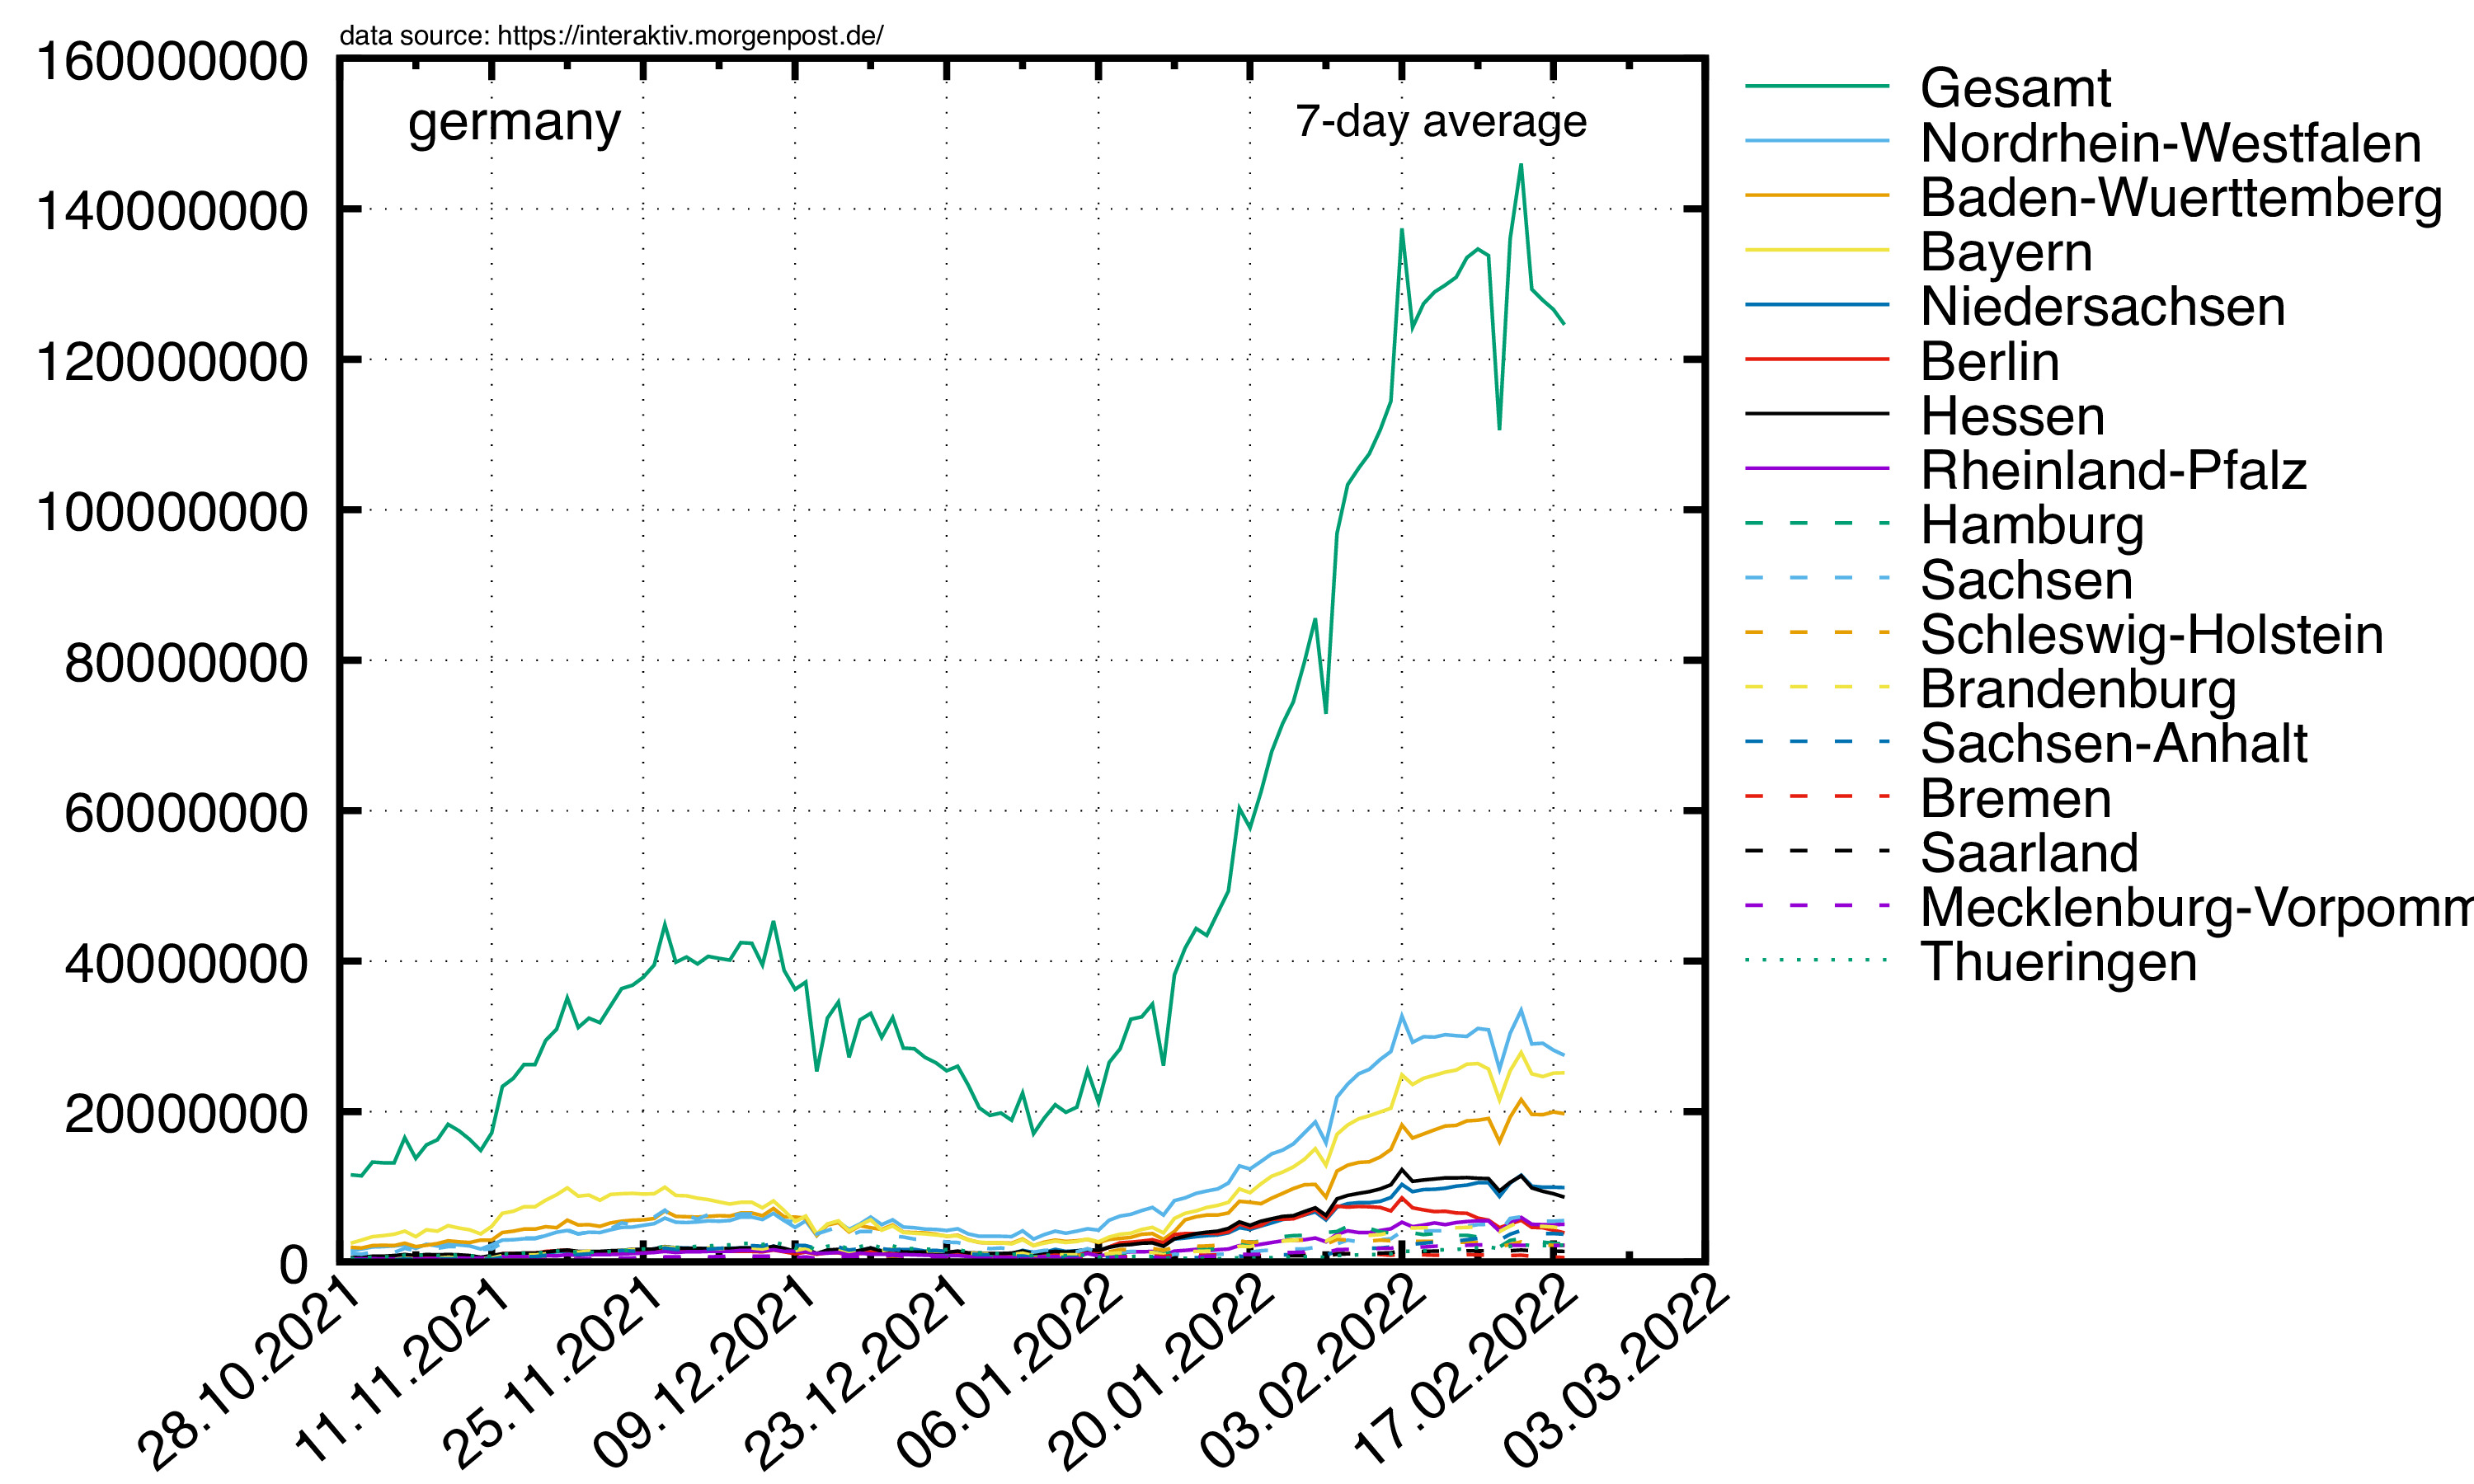 data source: https://interaktiv.morgenpost.de/
germany
7-day average
160000000
140000000
120000000
100000000
80000000
60000000
40000000
20000000
0
28.10.2021
11.11.2021
25.11.2021
09.12.2021
23.12.2021
06.01.2022
20.01.2022
03.02.2022
17.02.2022
03.03.2022
Gesamt
Nordrhein-Westfalen
Baden-Wuerttemberg
Bayern
Niedersachsen
Berlin
Hessen
Rheinland-Pfalz
Hamburg
Sachsen
Schleswig-Holstein
Brandenburg
Sachsen-Anhalt
Bremen
Saarland
Mecklenburg-Vorpomm
Thueringen